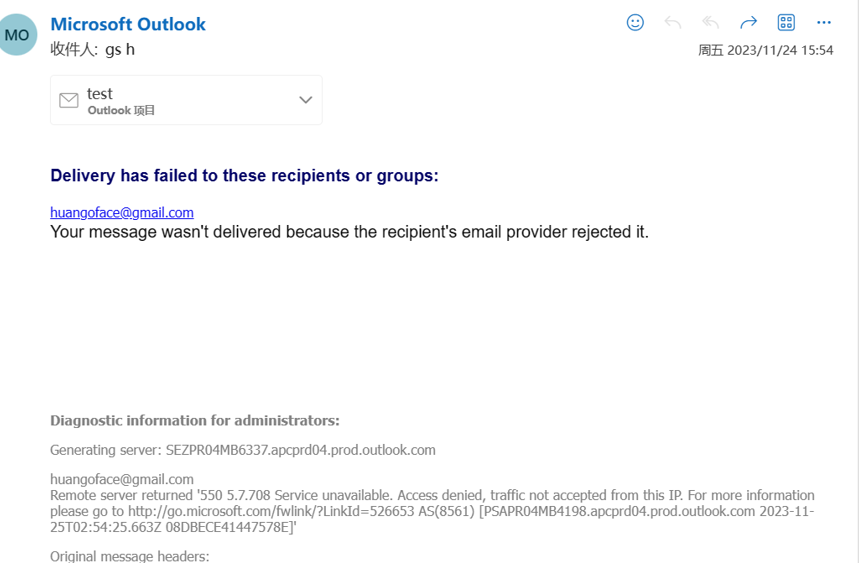 MO
Microsoft Outlook
收件人: gs h
周五 2023/11/24 15:54
test
Outlook 项目
Delivery has failed to these recipients or groups:
huangoface@gmail.com
Your message wasn't delivered because the recipient's email provider rejected it.
Diagnostic information for administrators:
Generating server: SEZPR04MB6337.apcprd04.prod.outlook.com
huangoface@gmail.com
Remote server returned '550 5.7.708 Service unavailable. Access denied, traffic not accepted from this IP. For more information
please go to http://go.microsoft.com/fwlink/?LinkId=526653 AS(8561) [PSAPR04MB4198.apcprd04.prod.outlook.com 2023-11-
25T02:54:25.663Z 08DBECE41447578E]'
Original message headers: